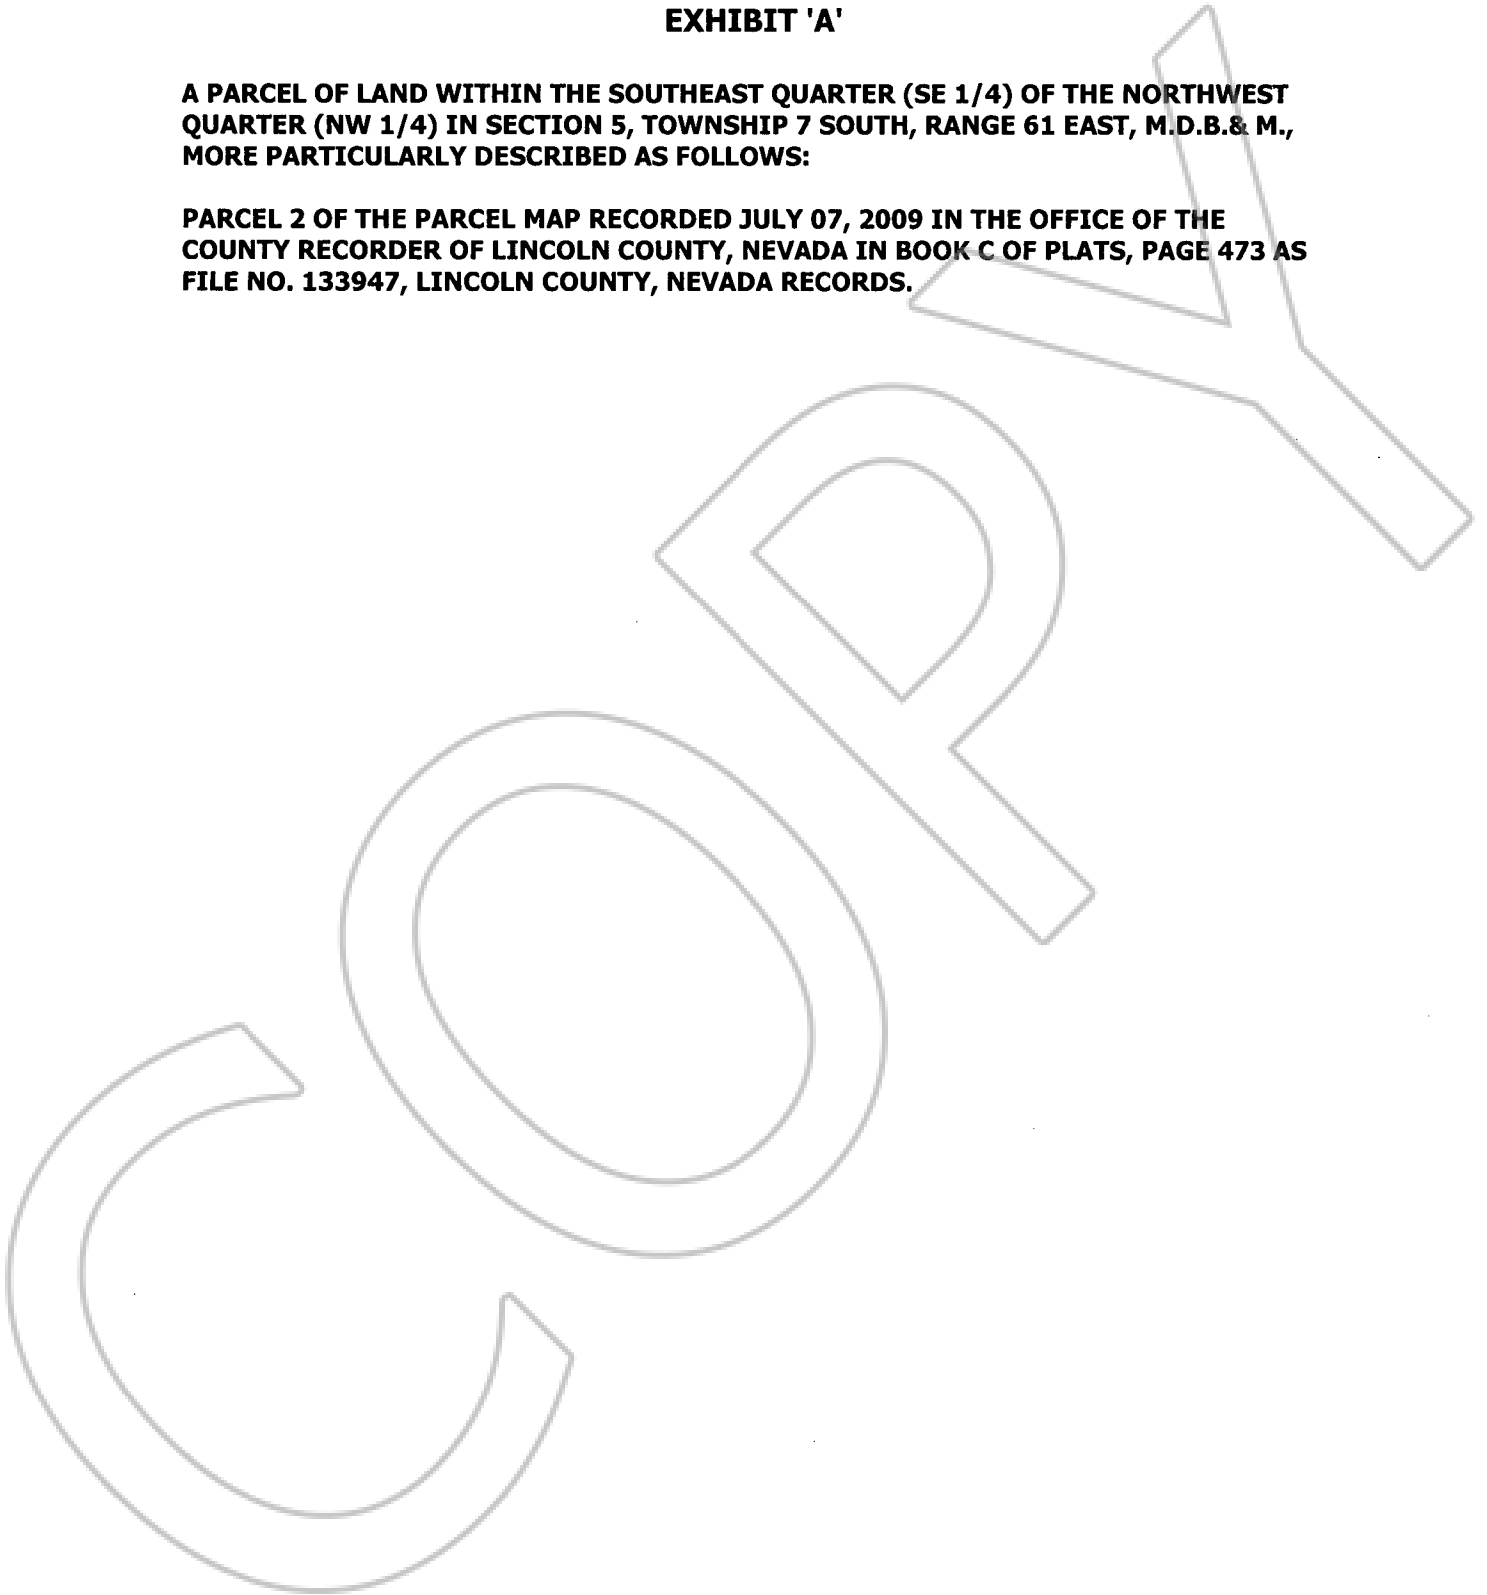 EXHIBIT 'A'
A PARCEL OF LAND WITHIN THE SOUTHEAST QUARTER (SE 1/4) OF THE NORTHWEST
QUARTER (NW 1/4) IN SECTION 5, TOWNSHIP 7 SOUTH, RANGE 61 EAST, M.D.B.& M.,
MORE PARTICULARLY DESCRIBED AS FOLLOWS:
PARCEL 2 OF THE PARCEL MAP RECORDED JULY 07, 2009 IN THE OFFICE OF THE
COUNTY RECORDER OF LINCOLN COUNTY, NEVADA IN BOOK C OF PLATS, PAGE 473 AS
FILE NO. 133947, LINCOLN COUNTY, NEVADA RECORDS.
COPY